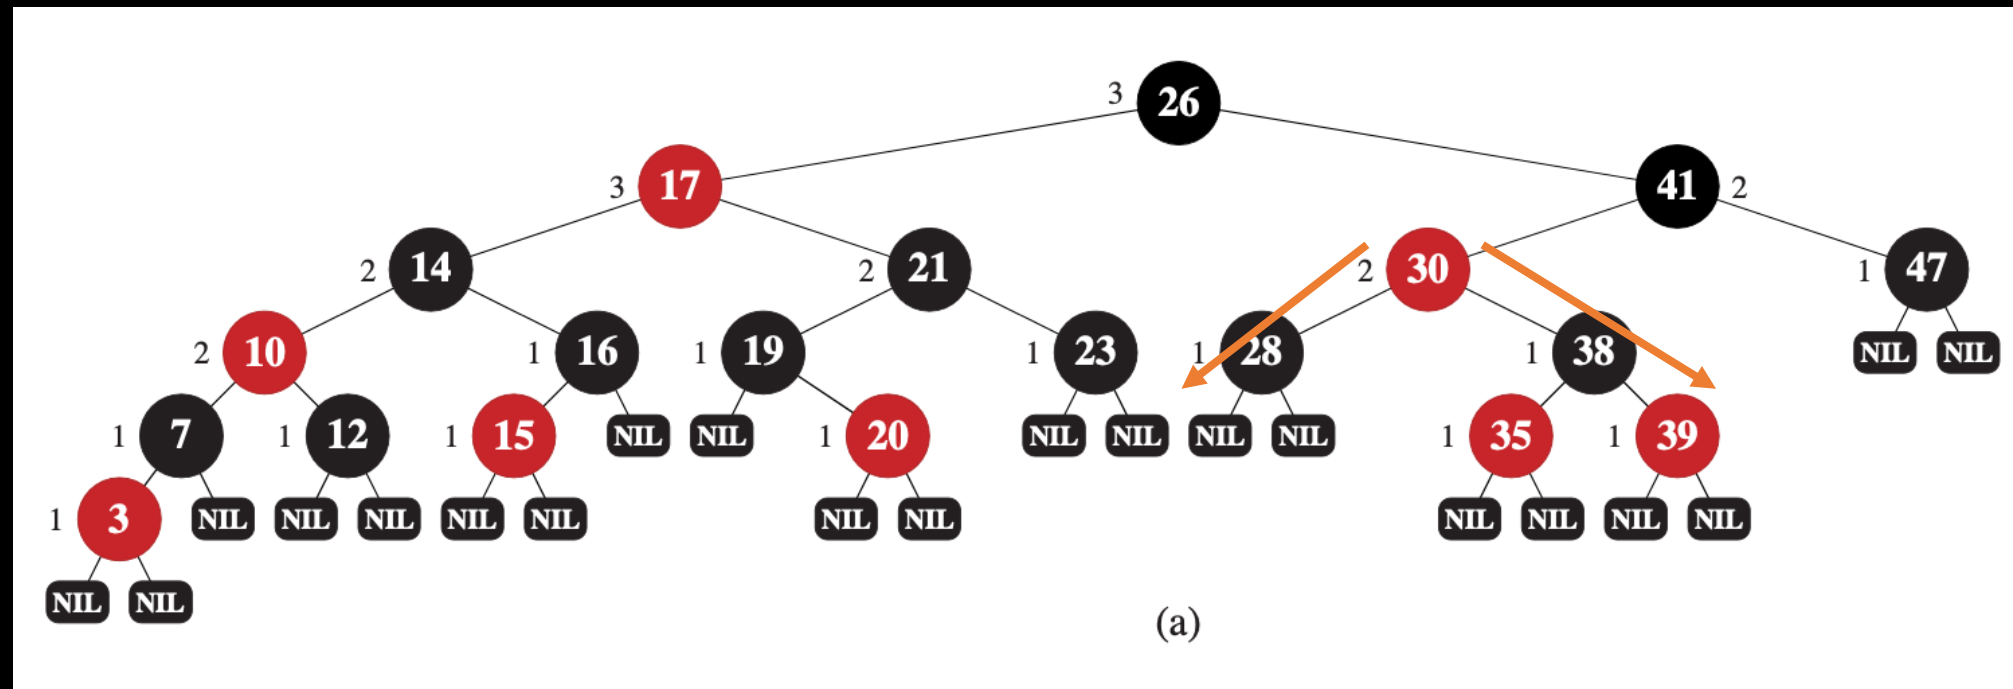 3 26
3 17 41 2
2 14 2 21 2 30 1 47
2 10 1 16 1 19 1 23 1 28 1 38 NIL NIL
1 7 1 12 1 15 NIL NIL 1 20 NIL NIL NIL NIL 1 35 1 39
1 3 NIL NIL NIL NIL NIL NIL NIL NIL NIL NIL NIL
NIL NIL
(a)